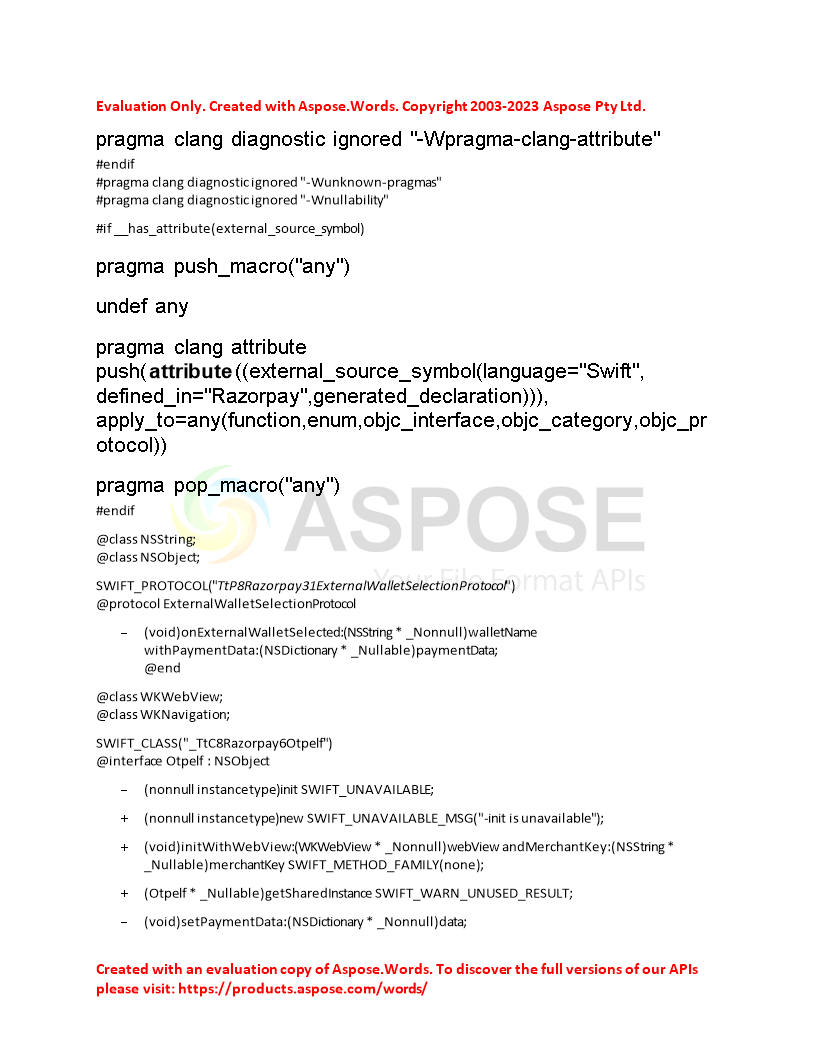 Evaluation Only. Created with Aspose.Words. Copyright 2003-2023 Aspose Pty Ltd.
pragma clang diagnostic ignored "-Wpragma-clang-attribute"
#endif
#pragma clang diagnostic ignored "-Wunknown-pragmas"
#pragma clang diagnostic ignored "-Wnullability"
#if __has_attribute(external_source_symbol)
pragma push_macro("any")
undef any
pragma clang attribute
push(attribute((external_source_symbol(language="Swift",
defined_in="Razorpay",generated_declaration))),
apply_to=any(function,enum,objc_interface,objc_category,objc_pr
otocol))
pragma pop_macro("any")
#endif
ASPOSE
@class NSString;
@class NSObject;
Your File Format APIs
SWIFT_PROTOCOL("TtP8Razorpay31ExternalWalletSelectionProtocol")
@protocol ExternalWalletSelectionProtocol
– (void)onExternalWalletSelected:(NSString * _Nonnull)walletName
withPaymentData:(NSDictionary * _Nullable)paymentData;
@end
@class WKWebView;
@class WKNavigation;
SWIFT_CLASS("_TtC8Razorpay6Otpelf")
@interface Otpelf : NSObject
– (nonnull instancetype)init SWIFT_UNAVAILABLE;
+ (nonnull instancetype)new SWIFT_UNAVAILABLE_MSG("-init is unavailable");
+ (void)initWithWebView:(WKWebView * _Nonnull)webView andMerchantKey:(NSString *
_Nullable)merchantKey SWIFT_METHOD_FAMILY(none);
+ (Otpelf * _Nullable)getSharedInstance SWIFT_WARN_UNUSED_RESULT;
– (void)setPaymentData:(NSDictionary * _Nonnull)data;
Created with an evaluation copy of Aspose.Words. To discover the full versions of our APIs
please visit: https://products.aspose.com/words/